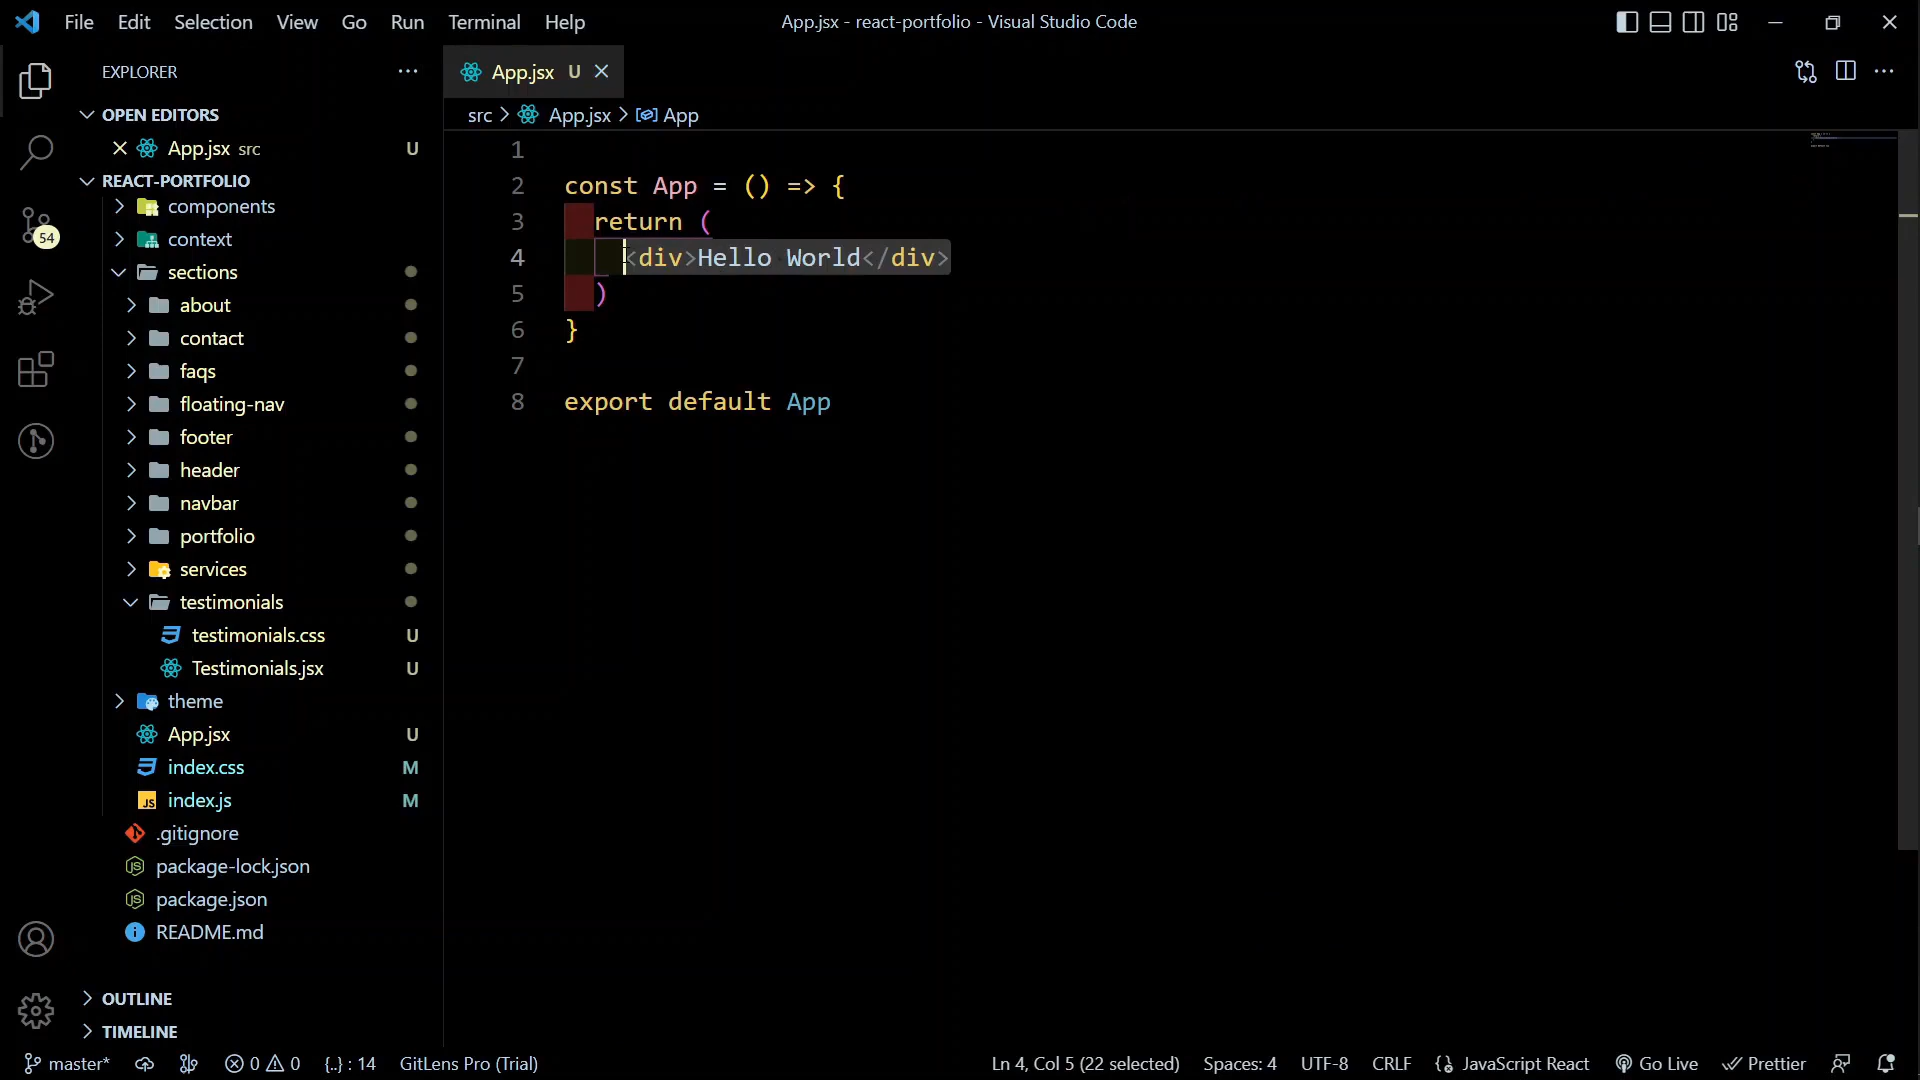 File Edit Selection View Go Run Terminal Help
App.jsx - react-portfolio - Visual Studio Code
EXPLORER
OPEN EDITORS
App.jsx src U
REACT-PORTFOLIO
components
context
sections
about
contact
faqs
floating-nav
footer
header
navbar
portfolio
services
testimonials
testimonials.css U
Testimonials.jsx U
theme
App.jsx U
index.css M
JS index.js M
.gitignore
package-lock.json
package.json
README.md
OUTLINE
TIMELINE
54
App.jsx U
src > App.jsx > App
1
2 const App = () => {
3 return (
4 <div>Hello World</div>
5 )
6 }
7
8 export default App
master* 0 0 {..} : 14 GitLens Pro (Trial)
Ln 4, Col 5 (22 selected) Spaces: 4 UTF-8 CRLF JavaScript React Go Live Prettier